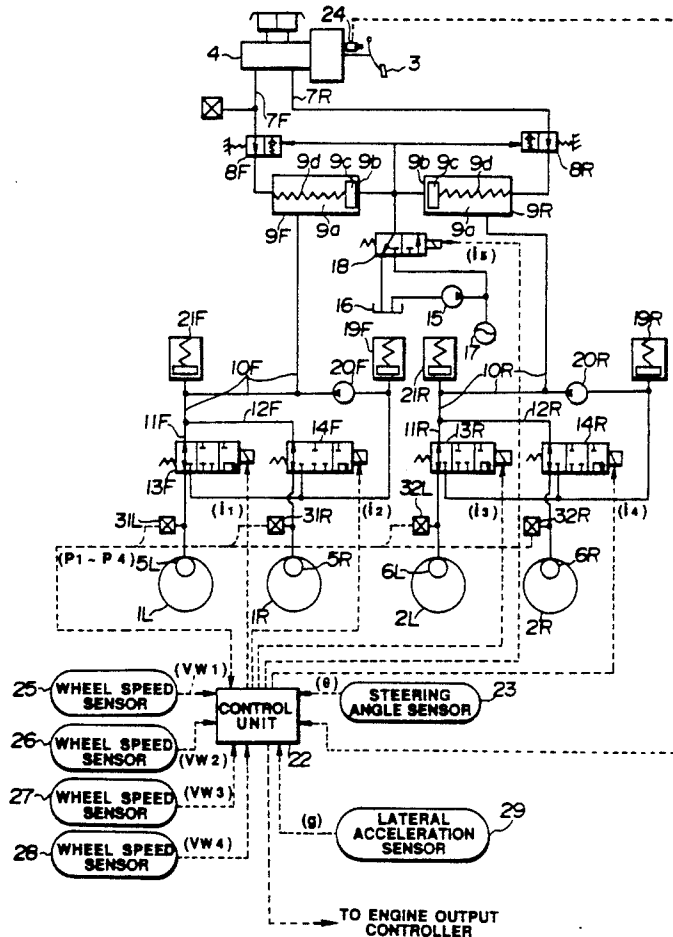 24
4
3
7R
7F
8F
8R
9d 9c 9b 9b 9c 9d
9a 9a
9F 9R
18 (i5)
16 15
17
21F 19F 21R 19R
10F 20F 10R 20R
12F 12R
11F 14F 11R 13R 14R
13F
(i1) (i2) (i3) (i4)
31L 31R 32L 32R
(P1~P4)
5L 5R 6L 6R
1L 1R 2L 2R
25 WHEEL SPEED
SENSOR
(VW1)
26 WHEEL SPEED
SENSOR
(VW2)
27 WHEEL SPEED
SENSOR
(VW3)
28 WHEEL SPEED
SENSOR
(VW4)
CONTROL
UNIT
22
(θ)
STEERING
ANGLE SENSOR
23
(g)
LATERAL
ACCELERATION
SENSOR
29
TO ENGINE OUTPUT
CONTROLLER